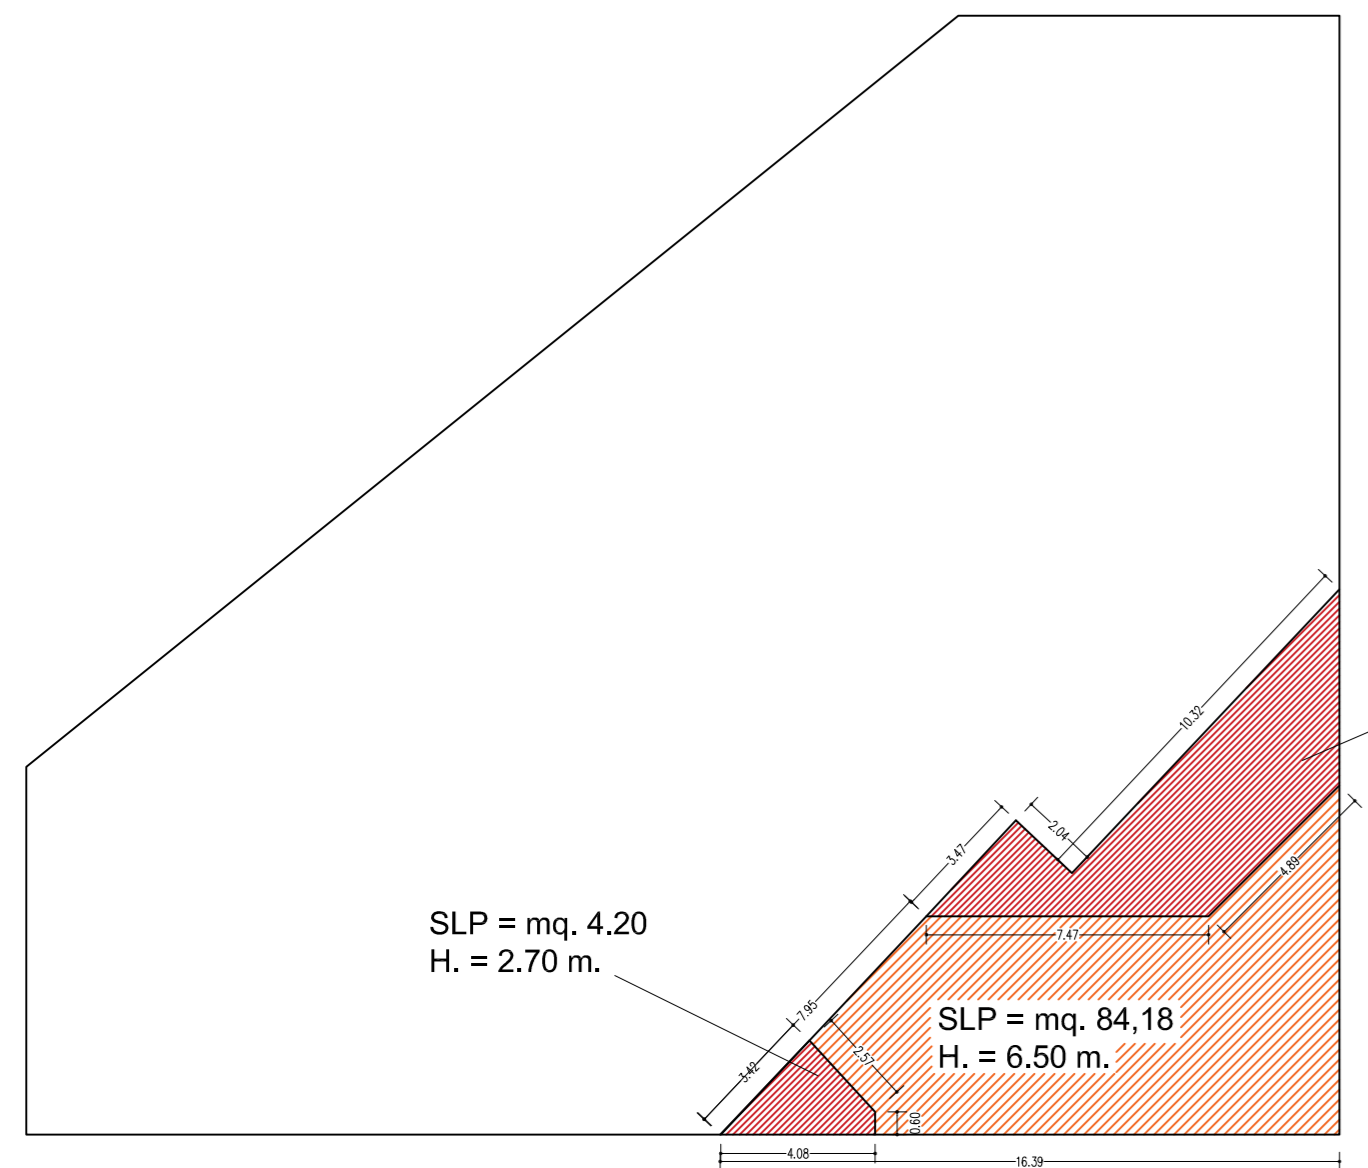 10.32
2.04
3.47
4.89
SLP = mq. 4.20
H. = 2.70 m.
7.47
7.95
SLP = mq. 84,18
H. = 6.50 m.
2.57
3.42
0.60
4.08
16.39